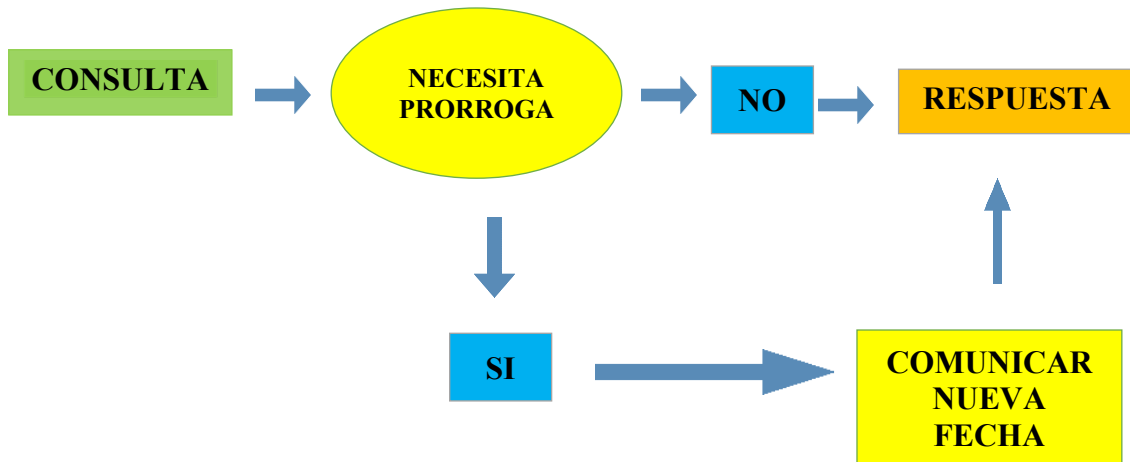 CONSULTA
NECESITA
PRORROGA
NO
RESPUESTA
SI
COMUNICAR
NUEVA
FECHA